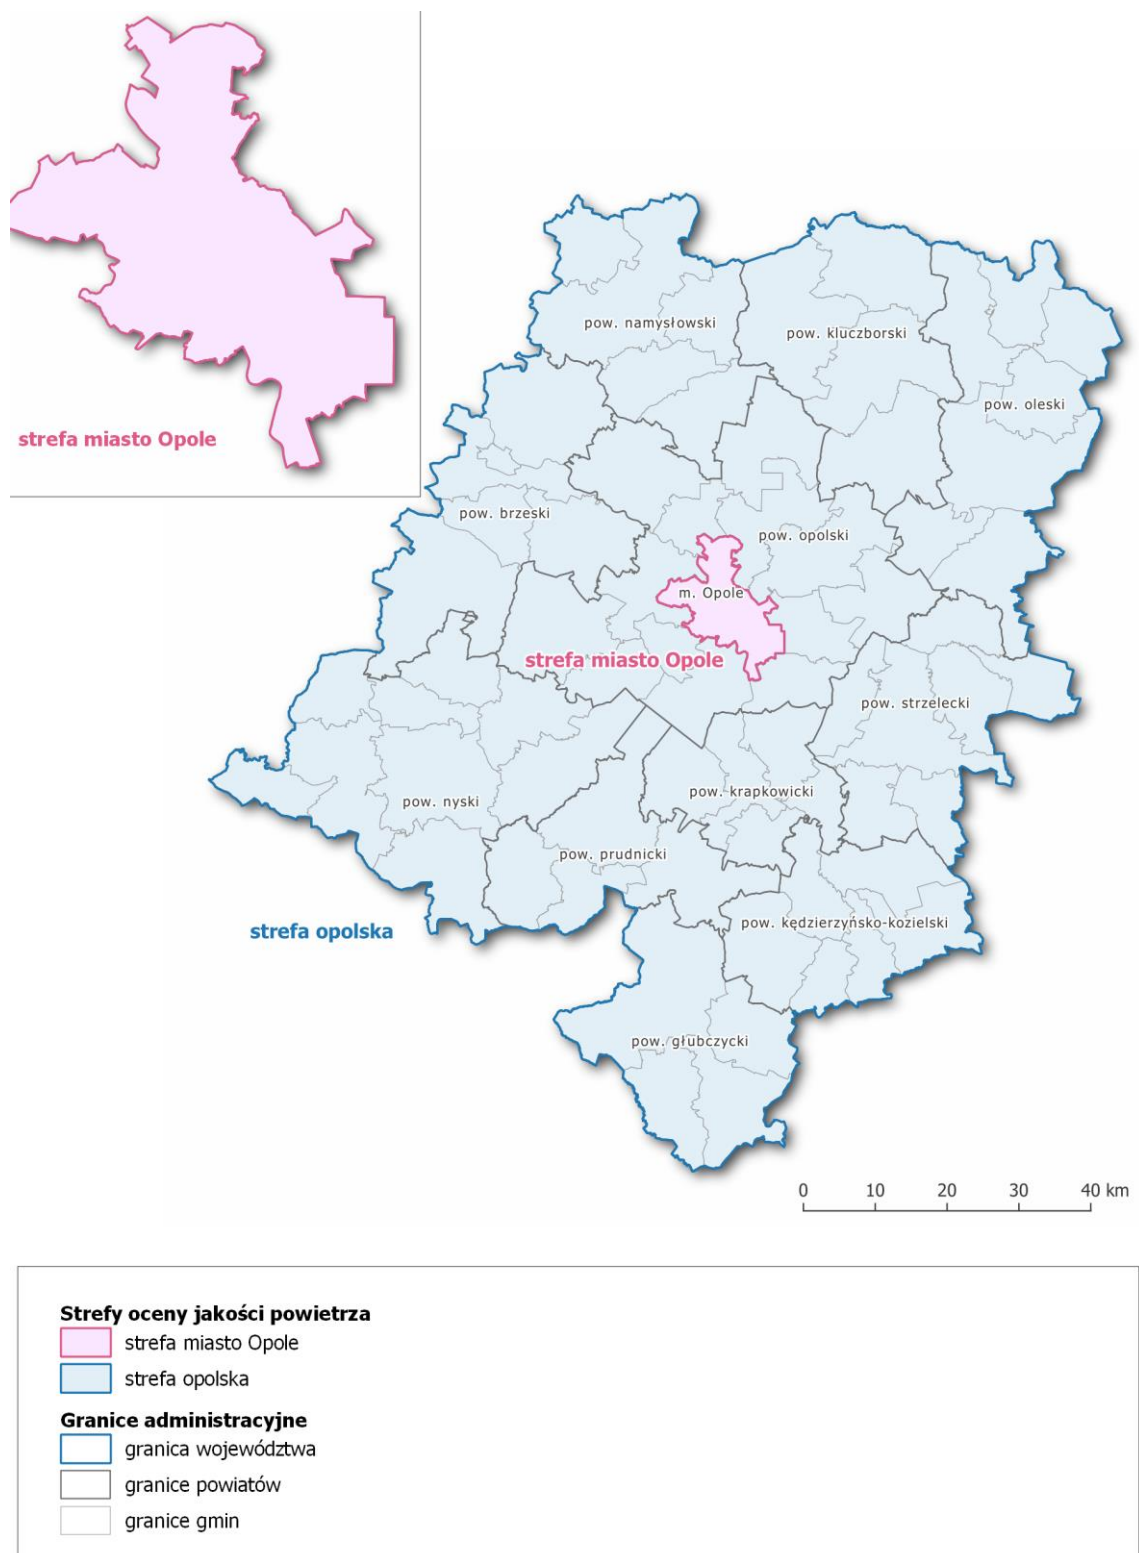 strefa miasto Opole
pow. namysłowski
pow. kluczborski
pow. oleski
pow. brzeski
pow. opolski
m. Opole
strefa miasto Opole
pow. strzelecki
pow. nyski
pow. krapkowicki
pow. prudnicki
strefa opolska
pow. kędzierzyńsko-kozielski
pow. głubczycki
0 10 20 30 40 km
Strefy oceny jakości powietrza
strefa miasto Opole
strefa opolska
Granice administracyjne
granica województwa
granice powiatów
granice gmin